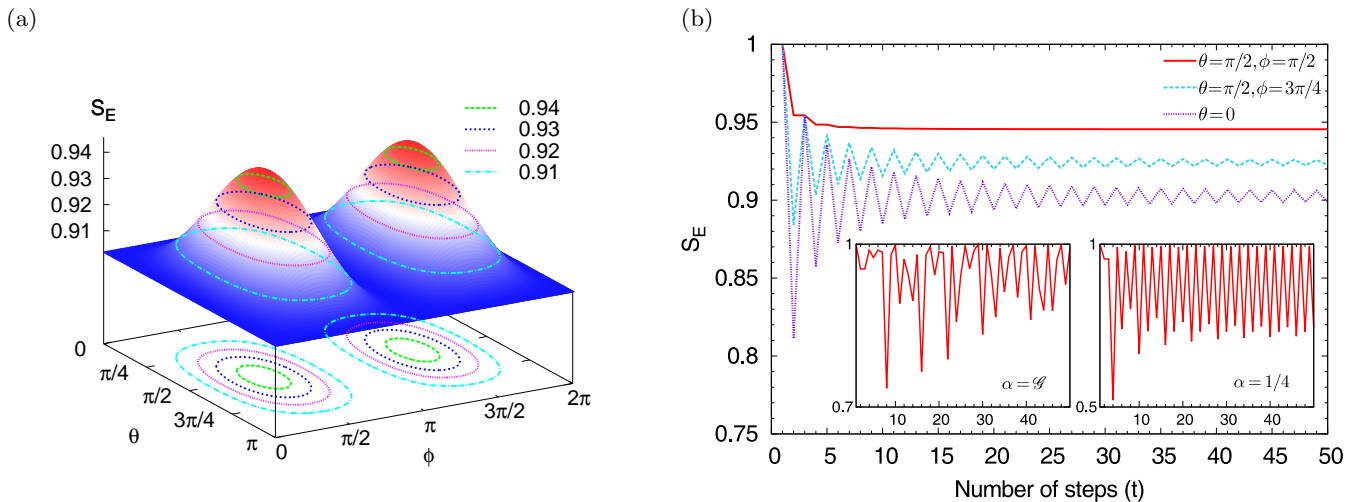 (a)
S_E
0.94
0.93
0.92
0.91
0.94
0.93
0.92
0.91
0
π/4
π/2
3π/4
π
θ
0
π/2
π
3π/2
2π
ϕ
(b)
S_E
1
0.95
0.9
0.85
0.8
0.75
θ=π/2,ϕ=π/2
θ=π/2,ϕ=3π/4
θ=0
1
0.7
α=𝒢
10 20 30 40
1
0.5
α=1/4
10 20 30 40
0 5 10 15 20 25 30 35 40 45 50
Number of steps (t)